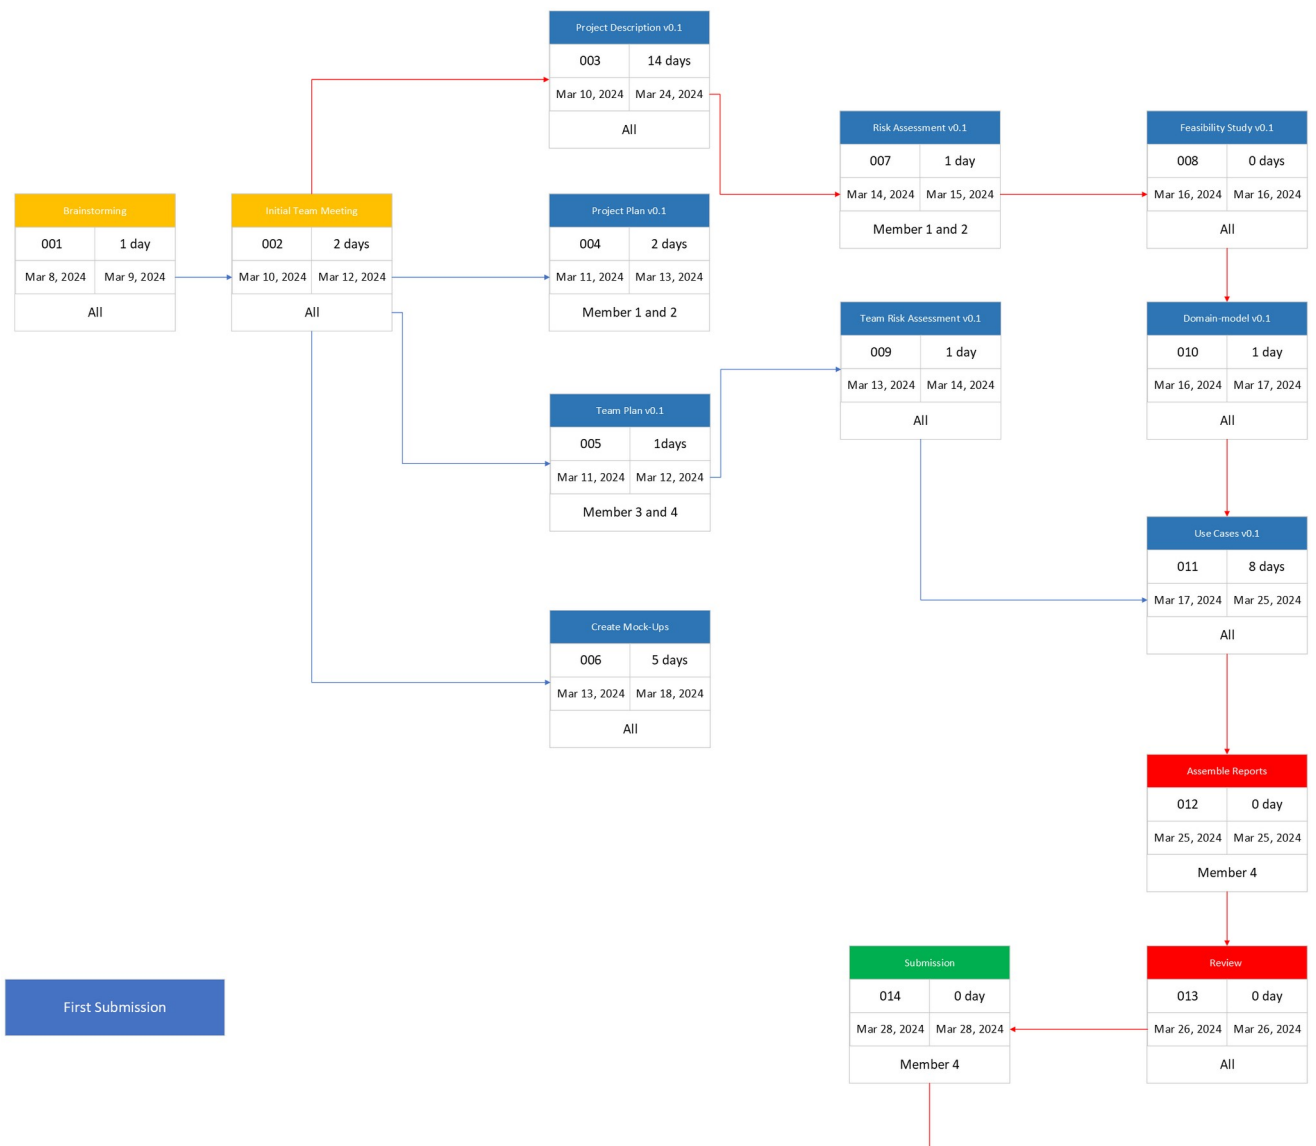 Project Description v0.1
003 14 days
Mar 10, 2024 Mar 24, 2024
All
Risk Assessment v0.1
007 1 day
Mar 14, 2024 Mar 15, 2024
Member 1 and 2
Feasibility Study v0.1
008 0 days
Mar 16, 2024 Mar 16, 2024
All
Brainstorming
001 1 day
Mar 8, 2024 Mar 9, 2024
All
Initial Team Meeting
002 2 days
Mar 10, 2024 Mar 12, 2024
All
Project Plan v0.1
004 2 days
Mar 11, 2024 Mar 13, 2024
Member 1 and 2
Team Risk Assessment v0.1
009 1 day
Mar 13, 2024 Mar 14, 2024
All
Domain-model v0.1
010 1 day
Mar 16, 2024 Mar 17, 2024
All
Team Plan v0.1
005 1days
Mar 11, 2024 Mar 12, 2024
Member 3 and 4
Use Cases v0.1
011 8 days
Mar 17, 2024 Mar 25, 2024
All
Create Mock-Ups
006 5 days
Mar 13, 2024 Mar 18, 2024
All
Assemble Reports
012 0 day
Mar 25, 2024 Mar 25, 2024
Member 4
Submission
014 0 day
Mar 28, 2024 Mar 28, 2024
Member 4
Review
013 0 day
Mar 26, 2024 Mar 26, 2024
All
First Submission